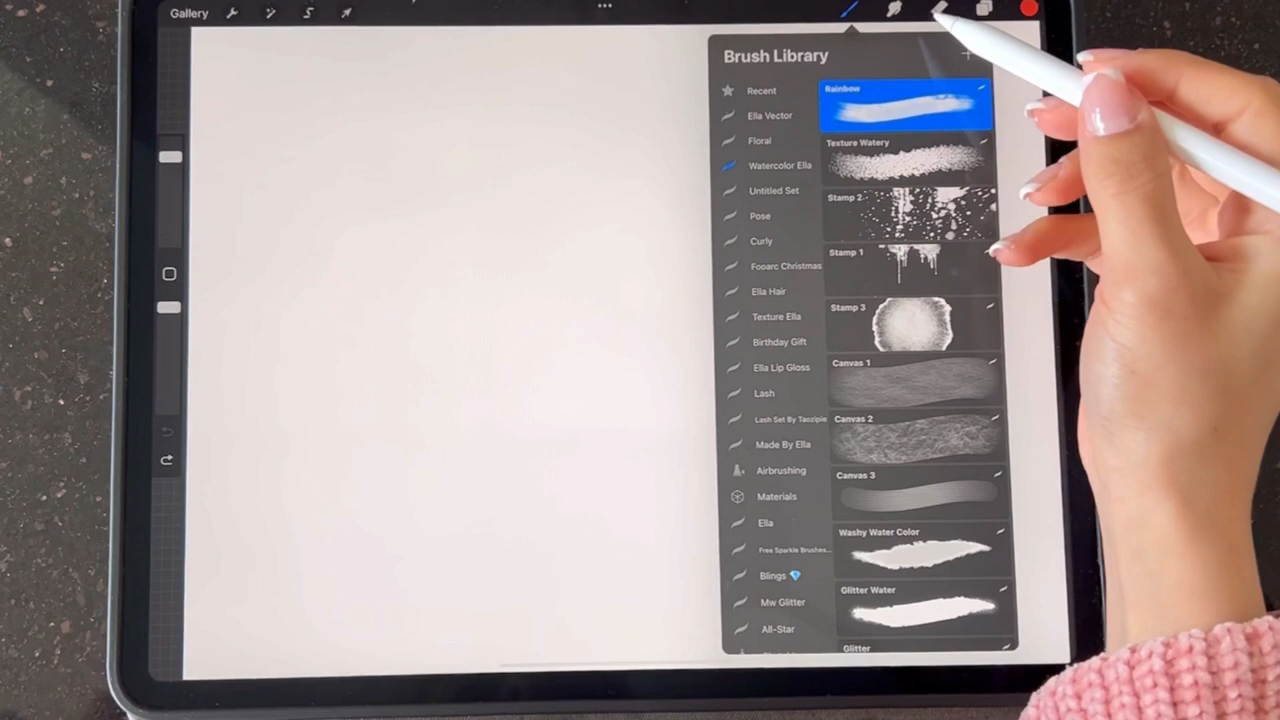 Gallery
Brush Library
Recent
Ella Vector
Floral
Watercolor Ella
Untitled Set
Pose
Curly
Fooarc Christmas
Ella Hair
Texture Ella
Birthday Gift
Ella Lip Gloss
Lash
Lash Set By Taozipie
Made By Ella
Airbrushing
Materials
Ella
Free Sparkle Brushes...
Blings 💎
Mw Glitter
All-Star
Rainbow
Texture Watery
Stamp 2
Stamp 1
Stamp 3
Canvas 1
Canvas 2
Canvas 3
Washy Water Color
Glitter Water
Glitter